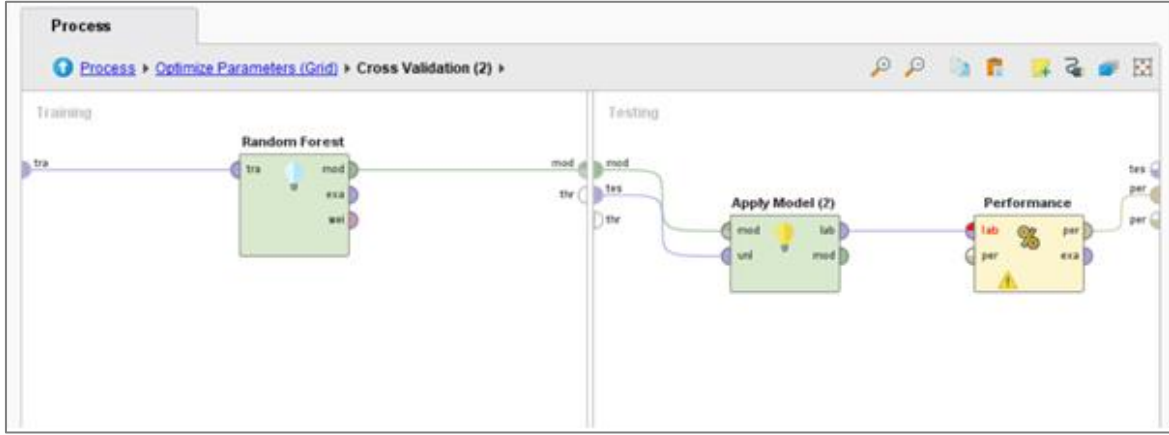 Process
Process ▸ Optimize Parameters (Grid) ▸ Cross Validation (2) ▸
Training
Testing
Random Forest
tra
tra
mod
exa
wei
mod
thr
mod
tes
thr
Apply Model (2)
mod
lab
unl
mod
Performance
lab
per
per
exa
tes
per
per